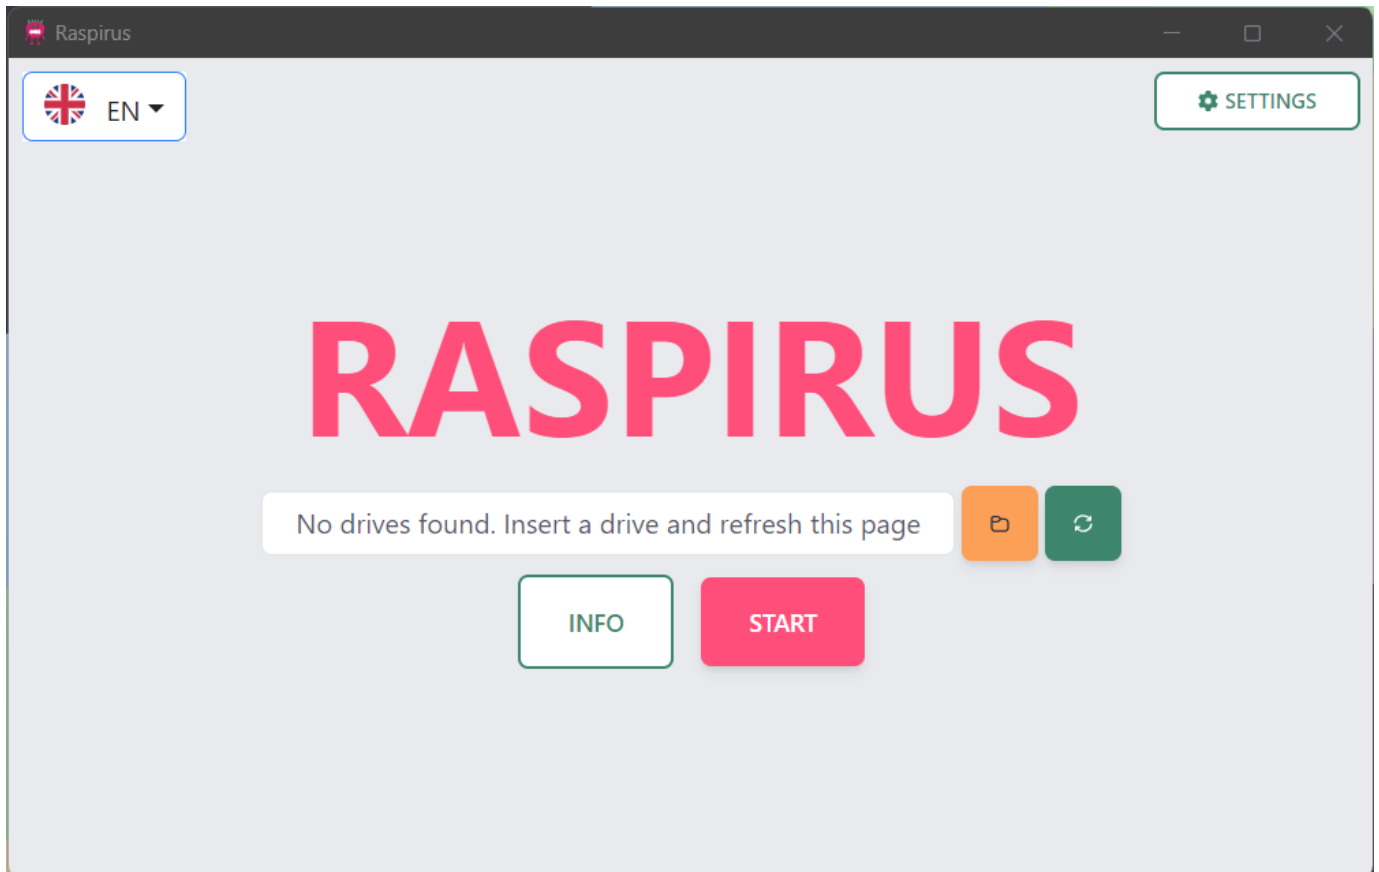 Raspirus
EN
SETTINGS
RASPIRUS
No drives found. Insert a drive and refresh this page
INFO
START